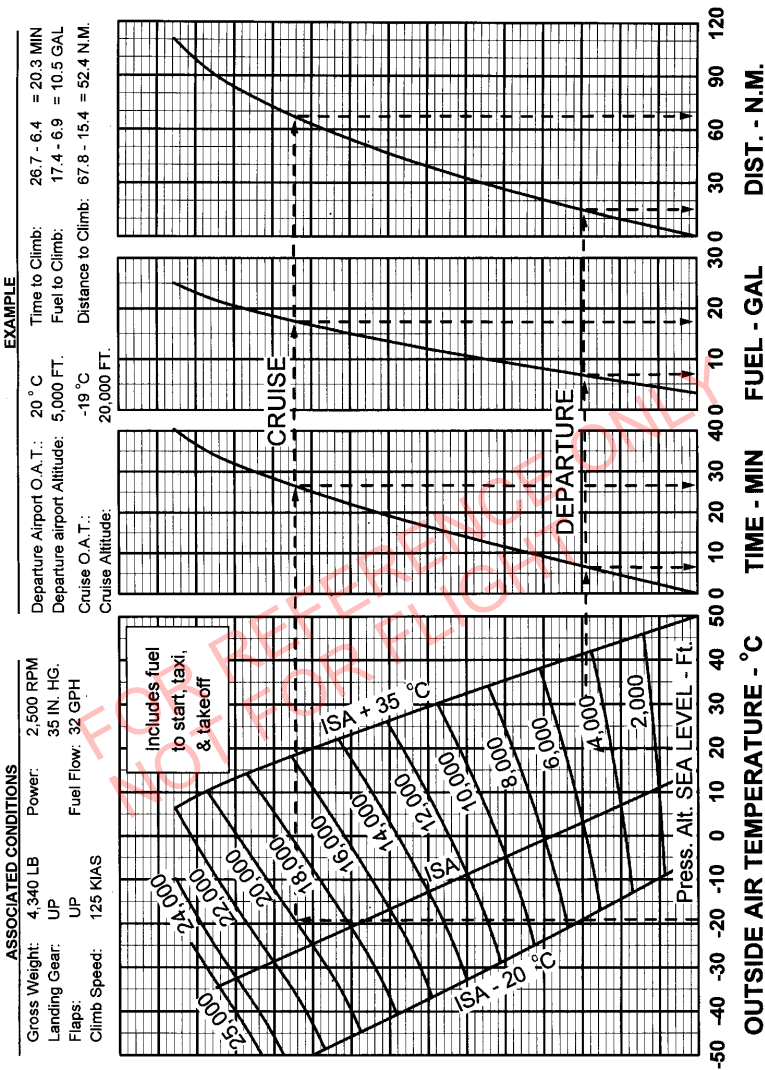 ASSOCIATED CONDITIONS
Gross Weight: 4,340 LB Power: 2,500 RPM
Landing Gear: UP 35 IN. HG.
Flaps: UP Fuel Flow: 32 GPH
Climb Speed: 125 KIAS
EXAMPLE
Departure Airport O.A.T.: 20 °C Time to Climb: 26.7 - 6.4 = 20.3 MIN
Departure airport Altitude: 5,000 FT. Fuel to Climb: 17.4 - 6.9 = 10.5 GAL
Cruise O.A.T.: -19 °C Distance to Climb: 67.8 - 15.4 = 52.4 N.M.
Cruise Altitude: 20,000 FT.
Includes fuel
to start, taxi,
& takeoff
25,000
24,000
22,000
20,000
18,000
16,000
14,000
12,000
10,000
8,000
6,000
4,000
2,000
Press. Alt. SEA LEVEL - Ft.
ISA + 35 °C
ISA
ISA - 20 °C
CRUISE
DEPARTURE
FOR REFERENCE ONLY
NOT FOR FLIGHT
-50 -40 -30 -20 -10 0 10 20 30 40 50
0 10 20 30 40
0 10 20 30
0 30 60 90 120
OUTSIDE AIR TEMPERATURE - °C
TIME - MIN
FUEL - GAL
DIST. - N.M.